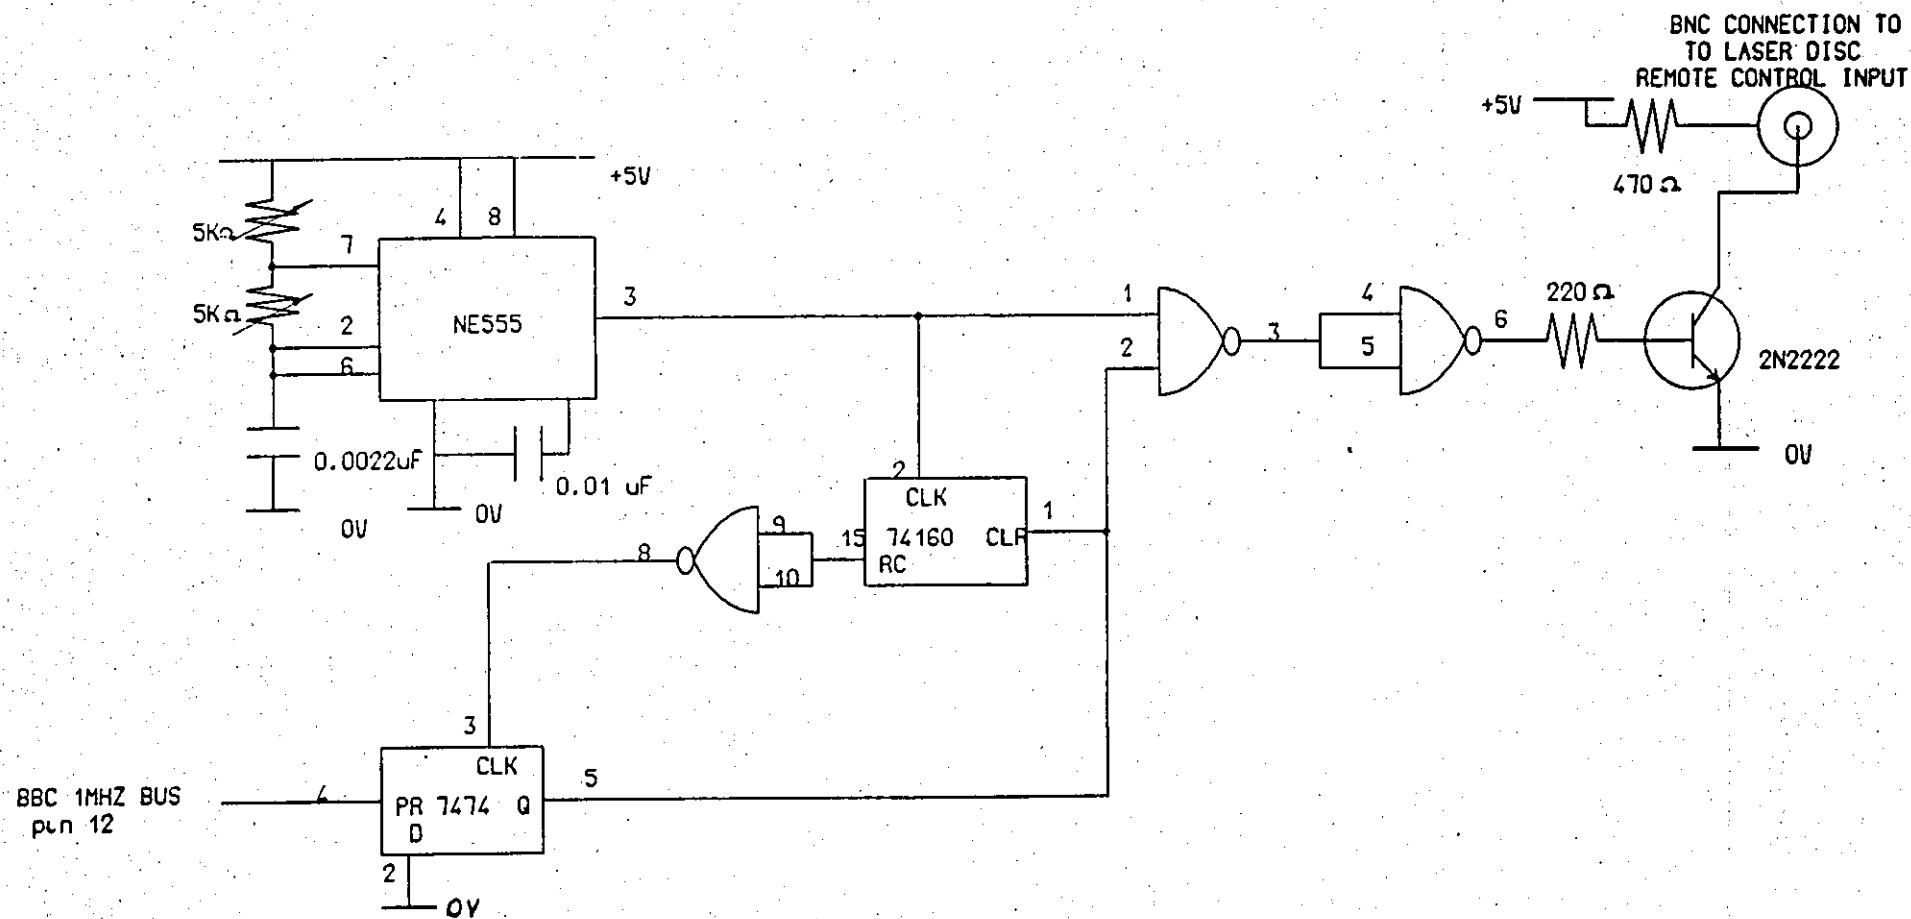 BNC CONNECTION TO
TO LASER DISC
REMOTE CONTROL INPUT
+5V
470 Ω
+5V
4 8
5KΩ
7
5KΩ
2
6
NE555
3
0.0022uF
0.01 uF
0V
0V
1
2
3
4
5
6
220 Ω
2N2222
0V
2
CLK
15 74160 CLR
RC
1
9
10
8
3
CLK
BBC 1MHZ BUS
pin 12
4
PR 7474 Q
D
5
2
0V